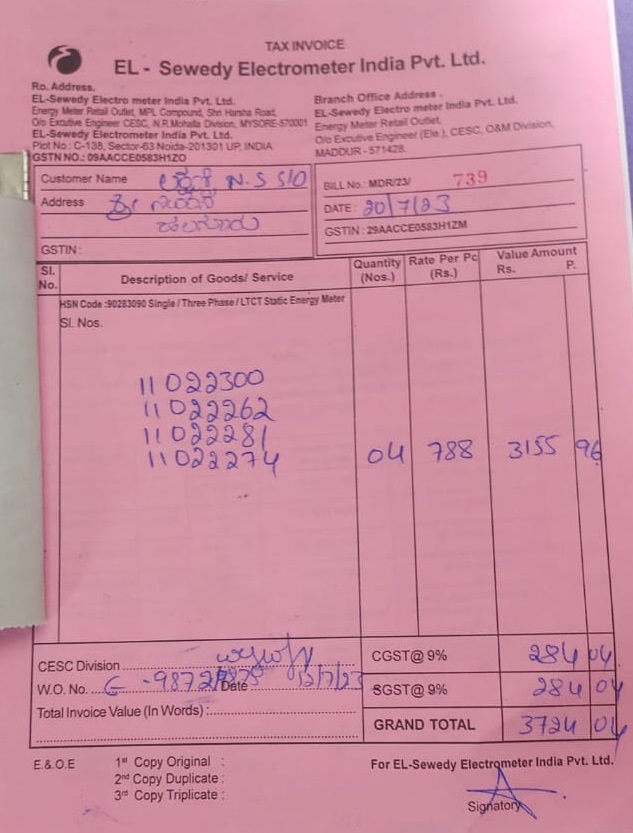 TAX INVOICE
EL - Sewedy Electrometer India Pvt. Ltd.
Ro. Address.
EL-Sewedy Electro meter India Pvt. Ltd.
Energy Meter Retail Outlet, MPL Compound, Shri Harsha Road,
O/o Excutive Engineer CESC, N.R.Mohalla Division, MYSORE-570001
EL-Sewedy Electrometer India Pvt. Ltd.
Plot No : C-138, Sector-63 Noida-201301 UP, INDIA
GSTN NO.: 09AACCE0583H1ZO
Branch Office Address .
EL-Sewedy Electro meter India Pvt. Ltd.
Energy Meter Retail Outlet,
O/o Excutive Engineer (Ele.), CESC, O&M Division,
MADDUR - 571428.
Customer Name N.S S/O
Address
GSTIN :
BILL No.: MDR/23/ 739
DATE : 20/7/23
GSTIN : 29AACCE0583H1ZM
Sl. No. Description of Goods/ Service Quantity (Nos.) Rate Per Pc (Rs.) Value Amount Rs. P.
HSN Code :90283090 Single / Three Phase / LTCT Static Energy Meter
Sl. Nos.
11022300
11022262
11022281
11022274 04 788 3155 96
CESC Division
CGST@ 9% 284 04
W.O. No. Date
SGST@ 9% 284 04
Total Invoice Value (In Words) :
GRAND TOTAL 3724 04
E.& O.E
1st Copy Original :
2nd Copy Duplicate :
3rd Copy Triplicate :
For EL-Sewedy Electrometer India Pvt. Ltd.
Signatory